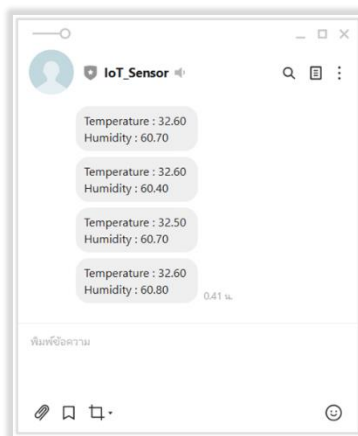 IoT_Sensor
Temperature : 32.60
Humidity : 60.70
Temperature : 32.60
Humidity : 60.40
Temperature : 32.50
Humidity : 60.70
Temperature : 32.60
Humidity : 60.80
0.41 น.
พิมพ์ข้อความ